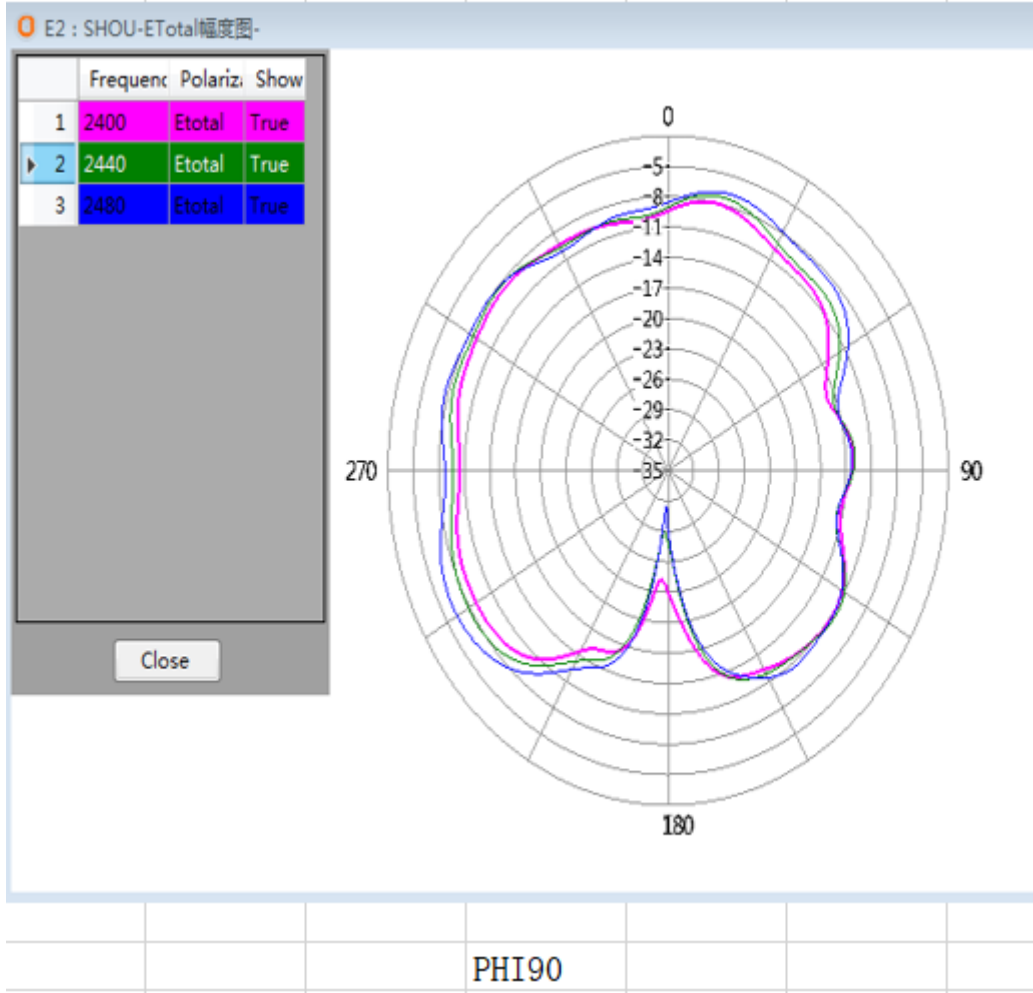 E2 : SHOU-ETotal幅度图-
Frequenc Polariz Show
1 2400 Etotal True
2 2440 Etotal True
3 2480 Etotal True
Close
0
-5
-8
-11
-14
-17
-20
-23
-26
-29
-32
-35
270
90
180
PHI90